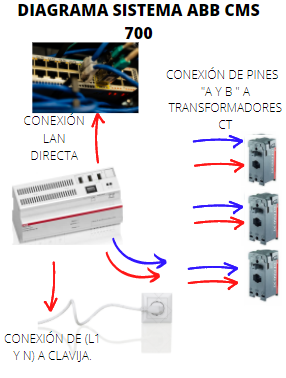 DIAGRAMA SISTEMA ABB CMS
700
CONEXIÓN DE PINES
"A Y B " A
TRANSFORMADORES
CT
CONEXIÓN
LAN
DIRECTA
CONEXIÓN DE (L1
Y N) A CLAVIJA.